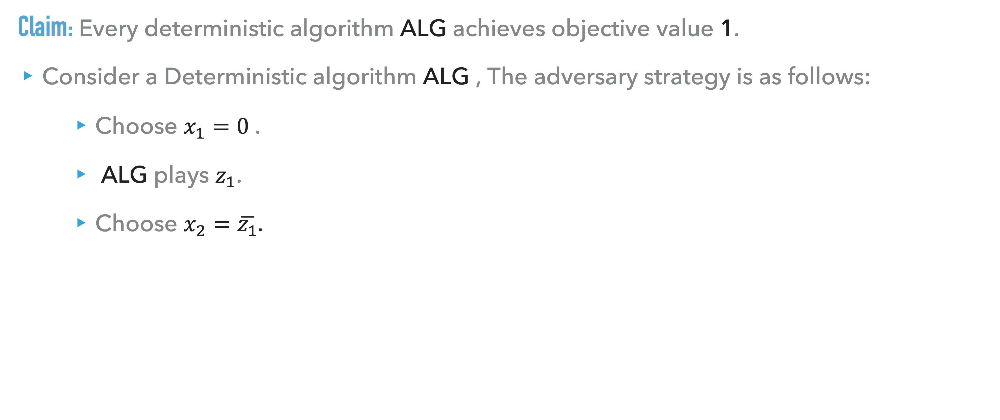 Claim: Every deterministic algorithm ALG achieves objective value 1.
▸ Consider a Deterministic algorithm ALG , The adversary strategy is as follows:
▸ Choose $x_1 = 0$ .
▸ ALG plays $z_1$.
▸ Choose $x_2 = \overline{z_1}$.